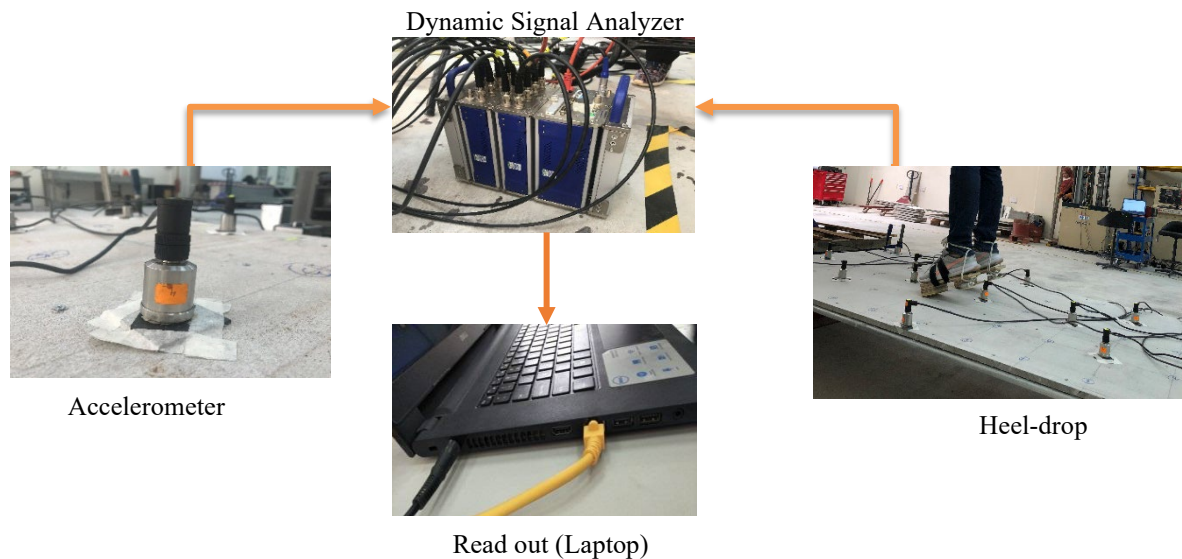 Dynamic Signal Analyzer
Accelerometer
Heel-drop
Read out (Laptop)